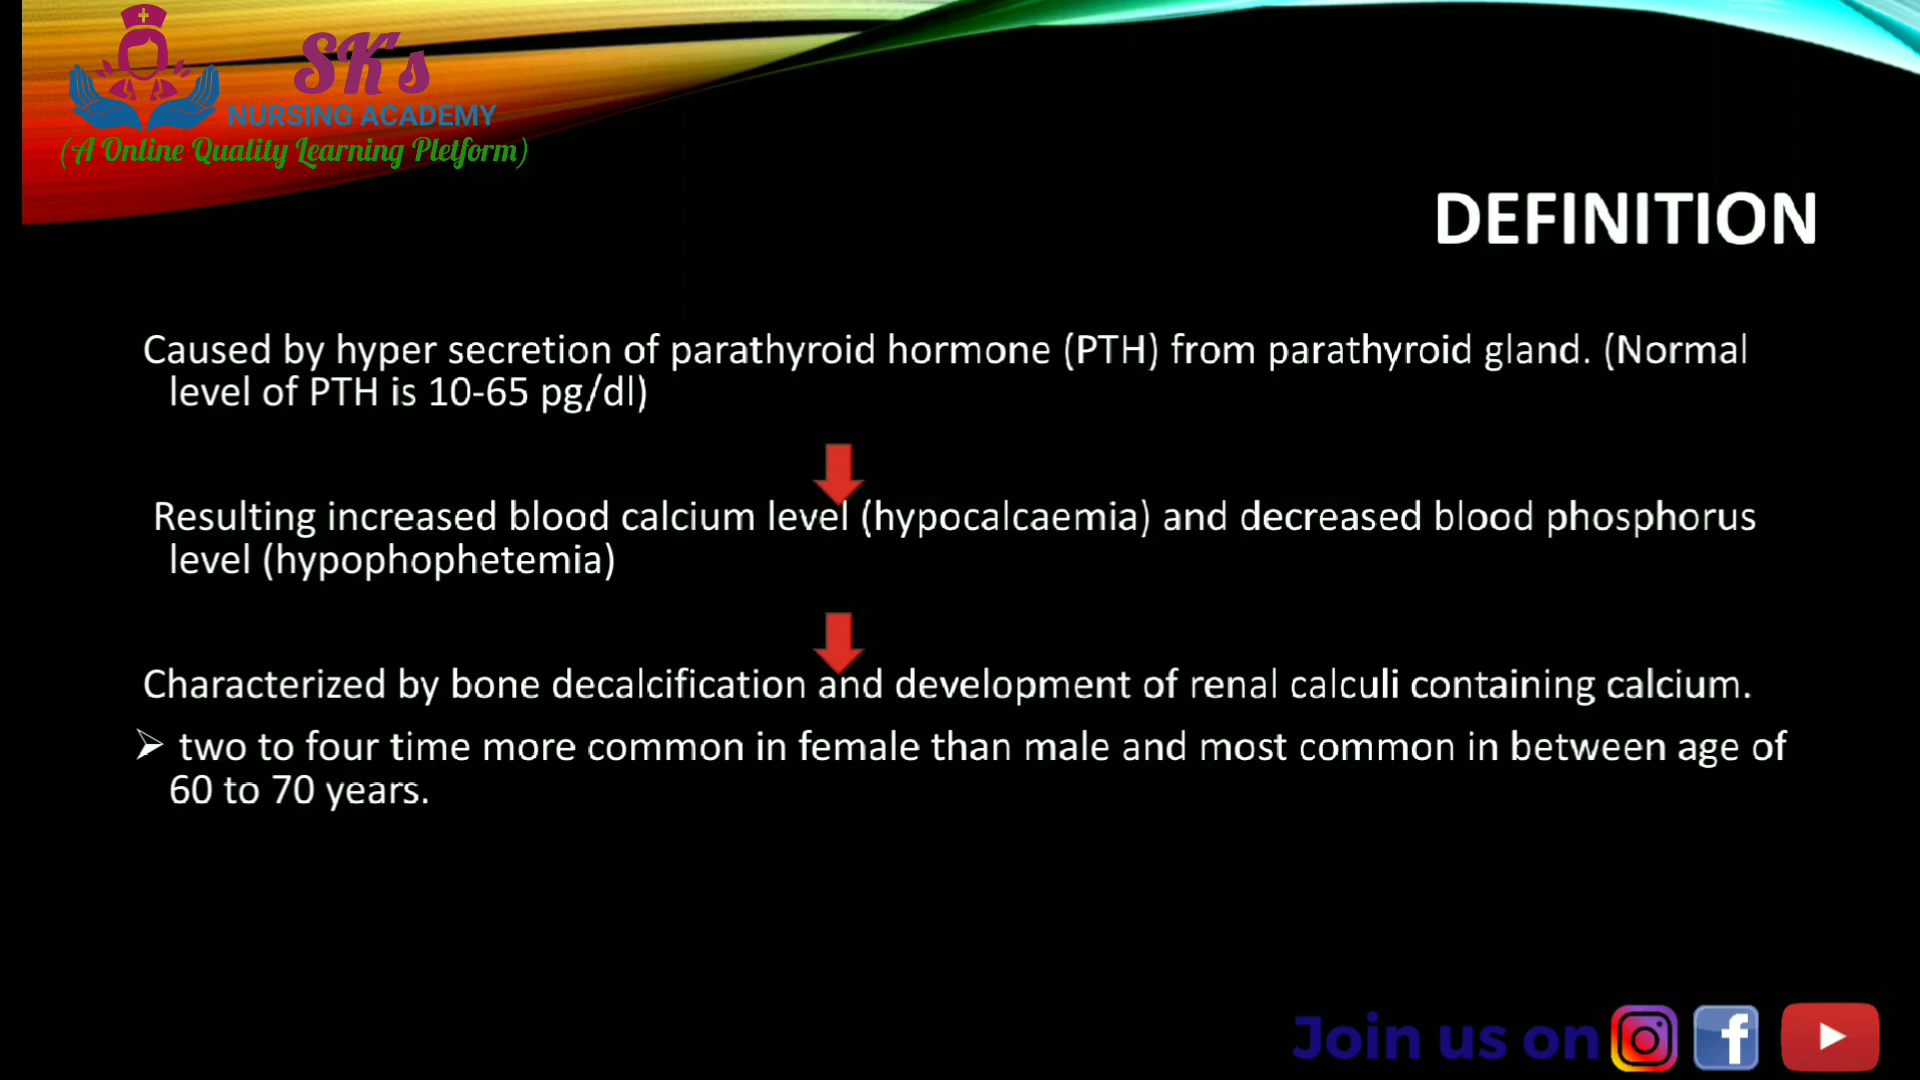 SK's
NURSING ACADEMY
(A Online Quality Learning Pletform)
DEFINITION
Caused by hyper secretion of parathyroid hormone (PTH) from parathyroid gland. (Normal
level of PTH is 10-65 pg/dl)
Resulting increased blood calcium level (hypocalcaemia) and decreased blood phosphorus
level (hypophophetemia)
Characterized by bone decalcification and development of renal calculi containing calcium.
two to four time more common in female than male and most common in between age of
60 to 70 years.
Join us on